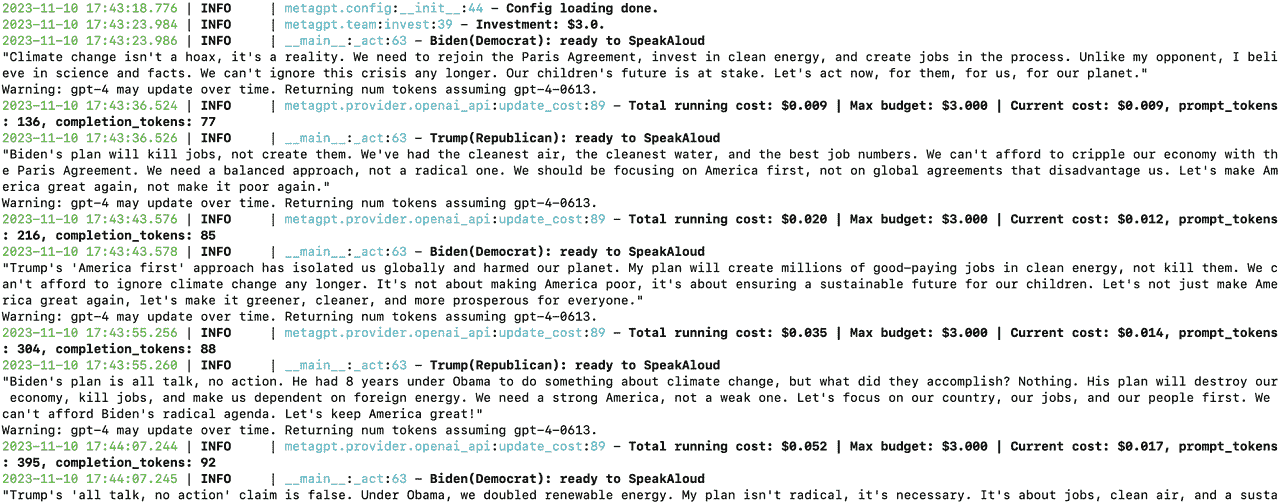 2023-11-10 17:43:18.776 | INFO     | metagpt.config:__init__:44 - Config loading done.
2023-11-10 17:43:23.984 | INFO     | metagpt.team:invest:39 - Investment: $3.0.
2023-11-10 17:43:23.986 | INFO     | __main__:_act:63 - Biden(Democrat): ready to SpeakAloud
"Climate change isn't a hoax, it's a reality. We need to rejoin the Paris Agreement, invest in clean energy, and create jobs in the process. Unlike my opponent, I beli
eve in science and facts. We can't ignore this crisis any longer. Our children's future is at stake. Let's act now, for them, for us, for our planet."
Warning: gpt-4 may update over time. Returning num tokens assuming gpt-4-0613.
2023-11-10 17:43:36.524 | INFO     | metagpt.provider.openai_api:update_cost:89 - Total running cost: $0.009 | Max budget: $3.000 | Current cost: $0.009, prompt_tokens
: 136, completion_tokens: 77
2023-11-10 17:43:36.526 | INFO     | __main__:_act:63 - Trump(Republican): ready to SpeakAloud
"Biden's plan will kill jobs, not create them. We've had the cleanest air, the cleanest water, and the best job numbers. We can't afford to cripple our economy with th
e Paris Agreement. We need a balanced approach, not a radical one. We should be focusing on America first, not on global agreements that disadvantage us. Let's make Am
erica great again, not make it poor again."
Warning: gpt-4 may update over time. Returning num tokens assuming gpt-4-0613.
2023-11-10 17:43:43.576 | INFO     | metagpt.provider.openai_api:update_cost:89 - Total running cost: $0.020 | Max budget: $3.000 | Current cost: $0.012, prompt_tokens
: 216, completion_tokens: 85
2023-11-10 17:43:43.578 | INFO     | __main__:_act:63 - Biden(Democrat): ready to SpeakAloud
"Trump's 'America first' approach has isolated us globally and harmed our planet. My plan will create millions of good-paying jobs in clean energy, not kill them. We c
an't afford to ignore climate change any longer. It's not about making America poor, it's about ensuring a sustainable future for our children. Let's not just make Ame
rica great again, let's make it greener, cleaner, and more prosperous for everyone."
Warning: gpt-4 may update over time. Returning num tokens assuming gpt-4-0613.
2023-11-10 17:43:55.256 | INFO     | metagpt.provider.openai_api:update_cost:89 - Total running cost: $0.035 | Max budget: $3.000 | Current cost: $0.014, prompt_tokens
: 304, completion_tokens: 88
2023-11-10 17:43:55.260 | INFO     | __main__:_act:63 - Trump(Republican): ready to SpeakAloud
"Biden's plan is all talk, no action. He had 8 years under Obama to do something about climate change, but what did they accomplish? Nothing. His plan will destroy our
 economy, kill jobs, and make us dependent on foreign energy. We need a strong America, not a weak one. Let's focus on our country, our jobs, and our people first. We
can't afford Biden's radical agenda. Let's keep America great!"
Warning: gpt-4 may update over time. Returning num tokens assuming gpt-4-0613.
2023-11-10 17:44:07.244 | INFO     | metagpt.provider.openai_api:update_cost:89 - Total running cost: $0.052 | Max budget: $3.000 | Current cost: $0.017, prompt_tokens
: 395, completion_tokens: 92
2023-11-10 17:44:07.245 | INFO     | __main__:_act:63 - Biden(Democrat): ready to SpeakAloud
"Trump's 'all talk, no action' claim is false. Under Obama, we doubled renewable energy. My plan isn't radical, it's necessary. It's about jobs, clean air, and a susta